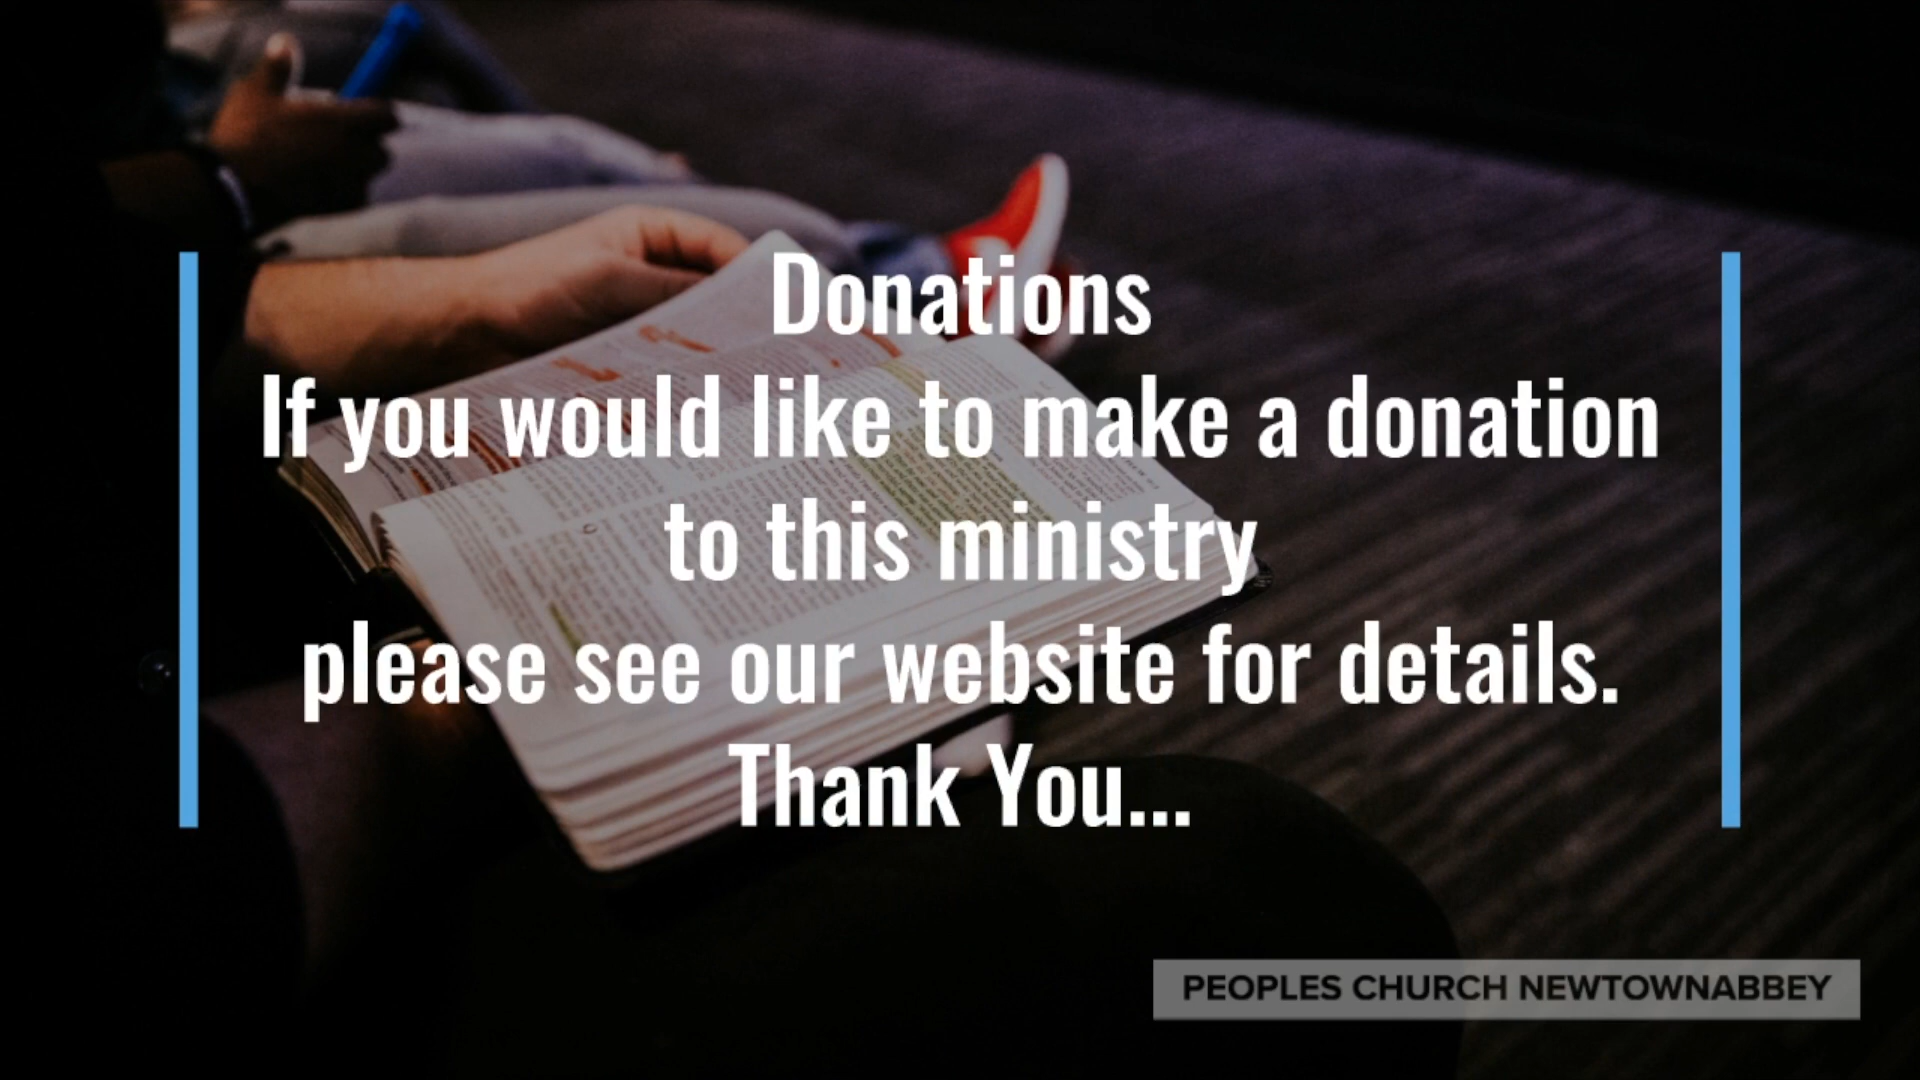 Donations
If you would like to make a donation
to this ministry
please see our website for details.
Thank You...
PEOPLES CHURCH NEWTOWNABBEY